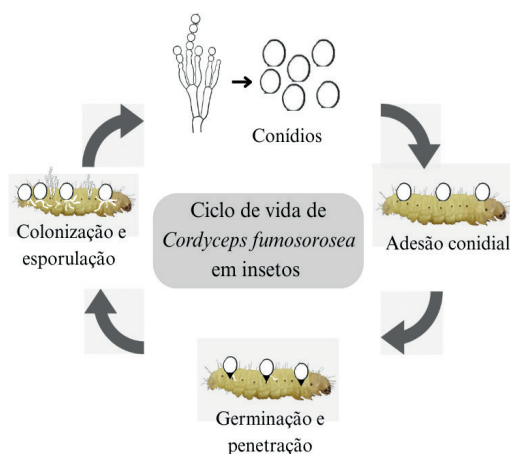 Conídios
Ciclo de vida de
Cordyceps fumosorosea
em insetos
Adesão conidial
Germinação e
penetração
Colonização e
esporulação